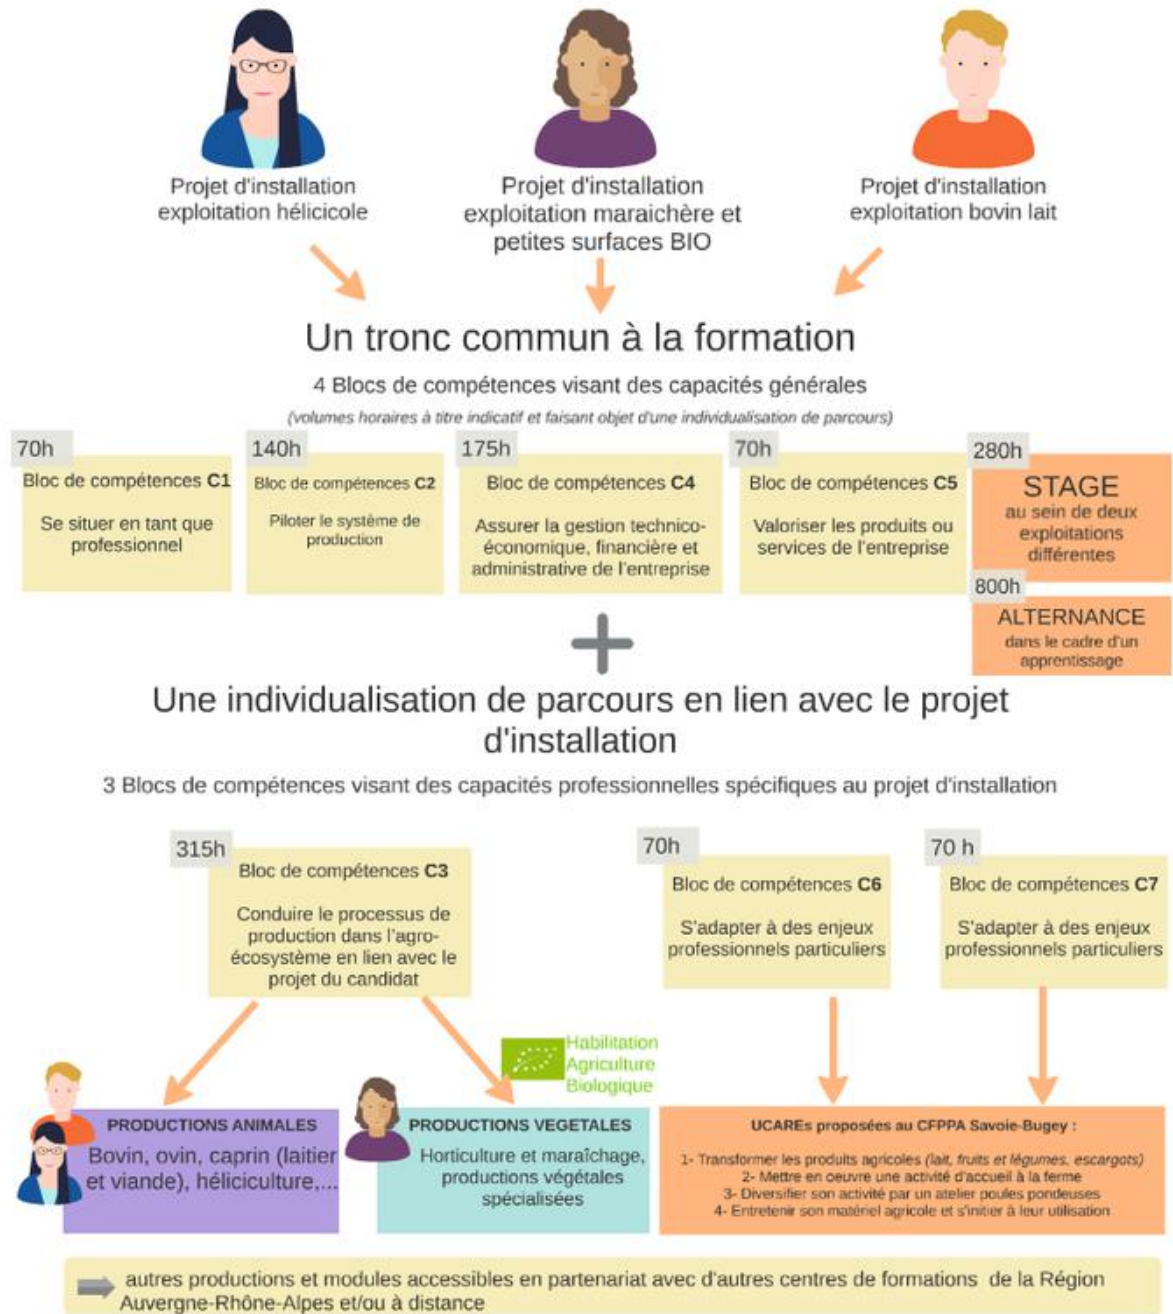 Projet d'installation
exploitation hélicicole
Projet d'installation
exploitation maraichère et
petites surfaces BIO
Projet d'installation
exploitation bovin lait
Un tronc commun à la formation
4 Blocs de compétences visant des capacités générales
(volumes horaires à titre indicatif et faisant objet d'une individualisation de parcours)
70h
Bloc de compétences C1
Se situer en tant que
professionnel
140h
Bloc de compétences C2
Piloter le système de
production
175h
Bloc de compétences C4
Assurer la gestion technico-
économique, financière et
administrative de l'entreprise
70h
Bloc de compétences C5
Valoriser les produits ou
services de l'entreprise
280h
STAGE
au sein de deux
exploitations
différentes
800h
ALTERNANCE
dans le cadre d'un
apprentissage
Une individualisation de parcours en lien avec le projet
d'installation
3 Blocs de compétences visant des capacités professionnelles spécifiques au projet d'installation
315h
Bloc de compétences C3
Conduire le processus de
production dans l'agro-
écosystème en lien avec le
projet du candidat
70h
Bloc de compétences C6
S'adapter à des enjeux
professionnels particuliers
70 h
Bloc de compétences C7
S'adapter à des enjeux
professionnels particuliers
Habilitation
Agriculture
Biologique
PRODUCTIONS ANIMALES
Bovin, ovin, caprin (laitier
et viande), héliciculture,...
PRODUCTIONS VEGETALES
Horticulture et maraîchage,
productions végétales
spécialisées
UCAREs proposées au CFPPA Savoie-Bugey :
1- Transformer les produits agricoles (lait, fruits et légumes, escargots)
2- Mettre en oeuvre une activité d'accueil à la ferme
3- Diversifier son activité par un atelier poules pondeuses
4- Entretenir son matériel agricole et s'initier à leur utilisation
autres productions et modules accessibles en partenariat avec d'autres centres de formations de la Région
Auvergne-Rhône-Alpes et/ou à distance